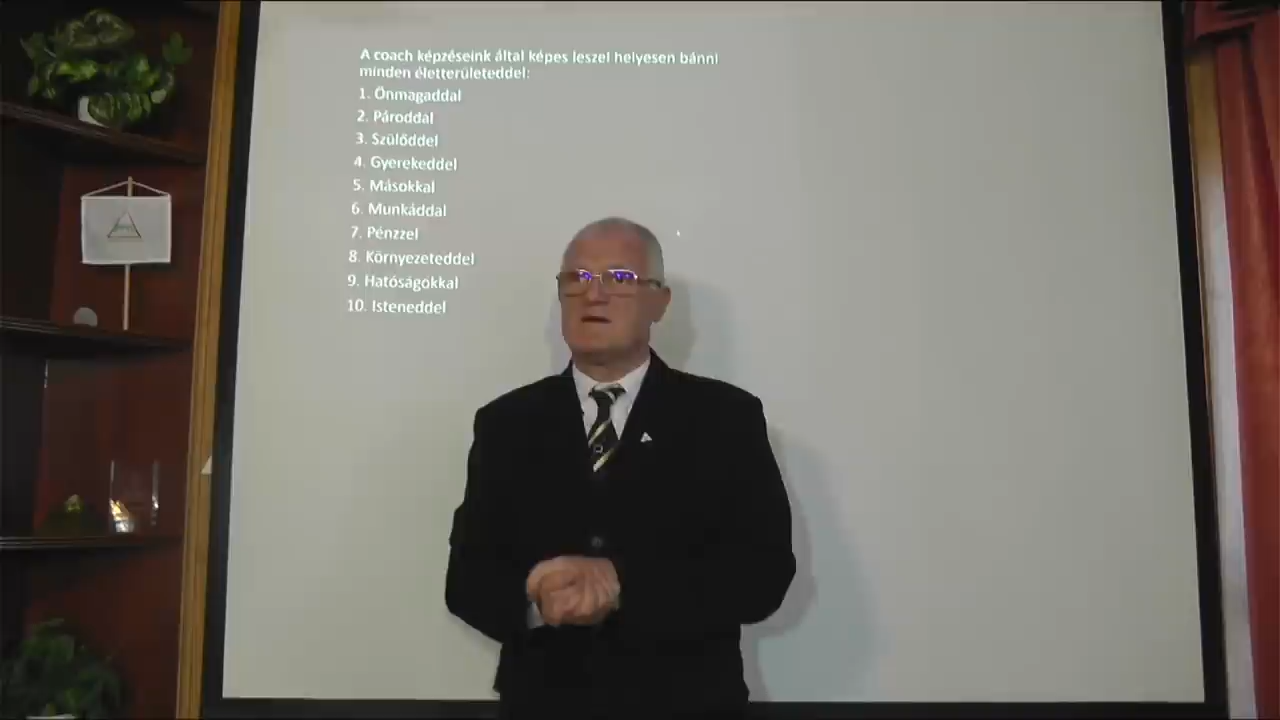 A coach képzéseink által képes leszel helyesen bánni
minden életterületeddel:
1. Önmagaddal
2. Pároddal
3. Szülőddel
4. Gyerekeddel
5. Másokkal
6. Munkáddal
7. Pénzzel
8. Környezeteddel
9. Hatóságokkal
10. Isteneddel